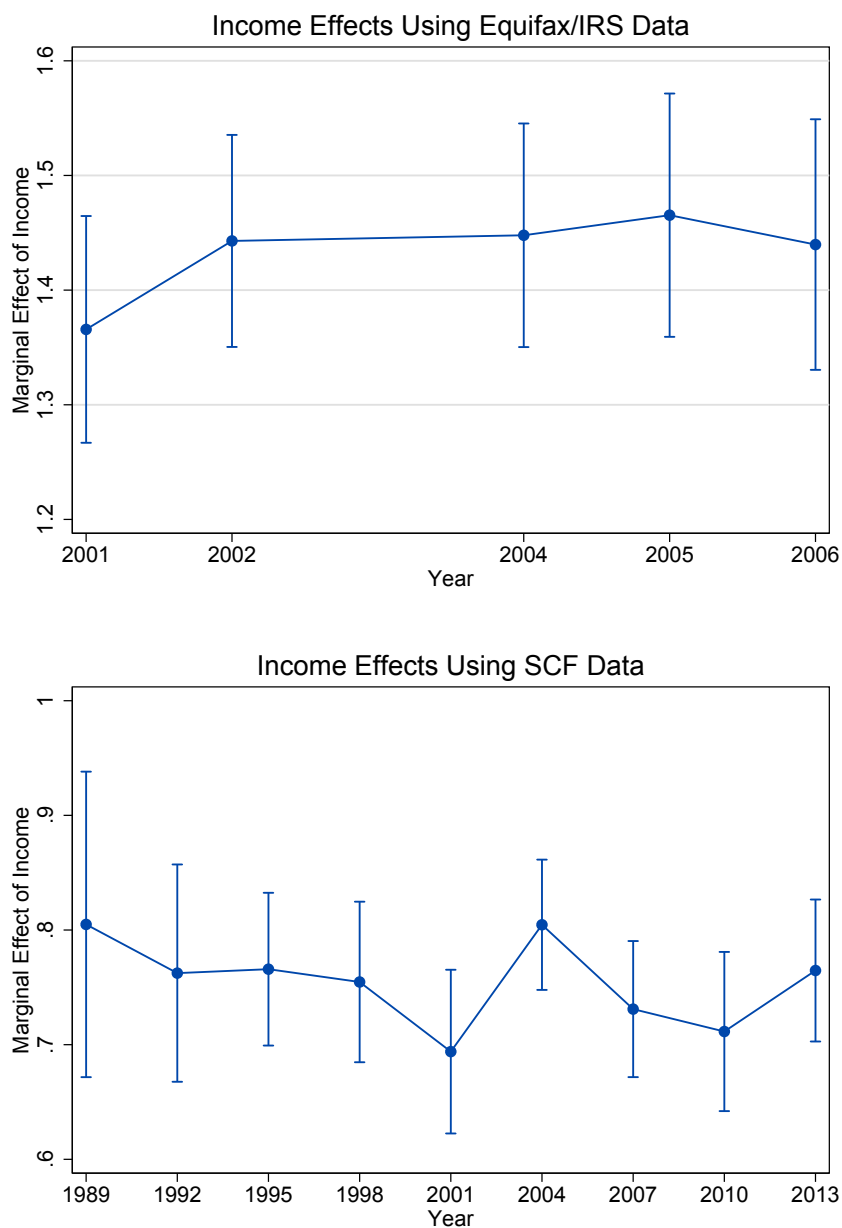 Income Effects Using Equifax/IRS Data
Marginal Effect of Income
1.6
1.5
1.4
1.3
1.2
2001 2002 2004 2005 2006
Year
Income Effects Using SCF Data
Marginal Effect of Income
1
.9
.8
.7
.6
1989 1992 1995 1998 2001 2004 2007 2010 2013
Year